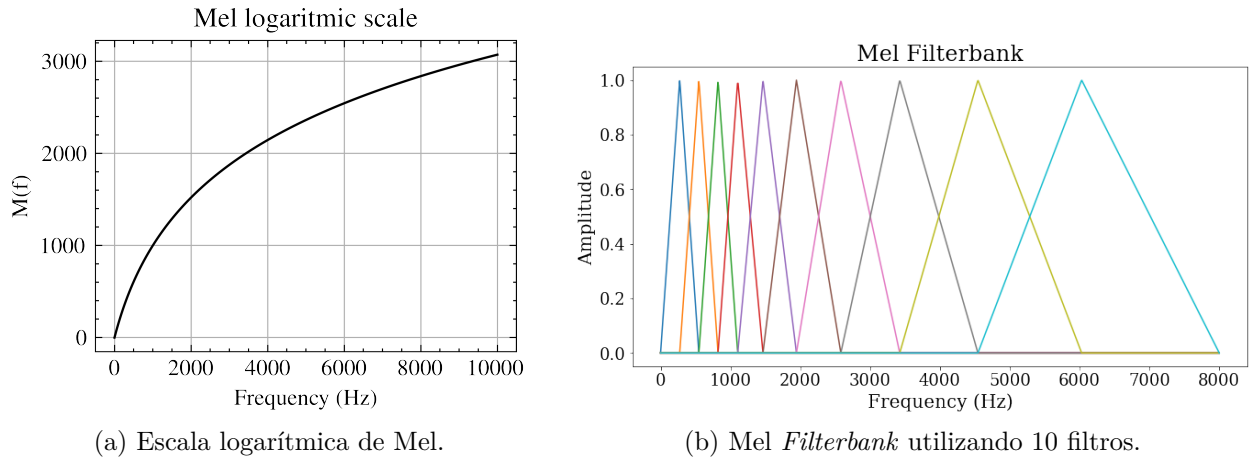 Mel logaritmic scale
3000
2000
1000
0
M(f)
0 2000 4000 6000 8000 10000
Frequency (Hz)
(a) Escala logarítmica de Mel.
Mel Filterbank
1.0
0.8
0.6
0.4
0.2
0.0
Amplitude
0 1000 2000 3000 4000 5000 6000 7000 8000
Frequency (Hz)
(b) Mel Filterbank utilizando 10 filtros.